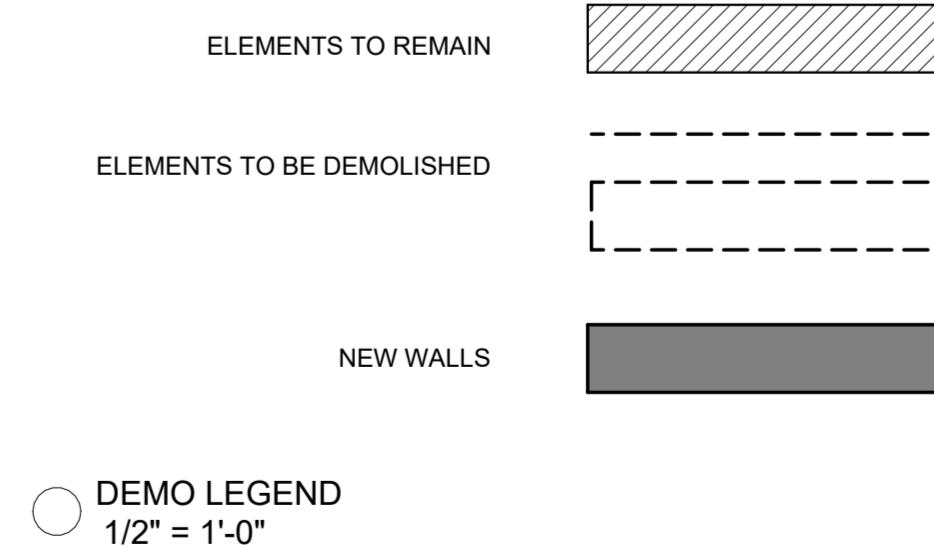 ELEMENTS TO REMAIN
ELEMENTS TO BE DEMOLISHED
NEW WALLS
DEMO LEGEND
1/2" = 1'-0"